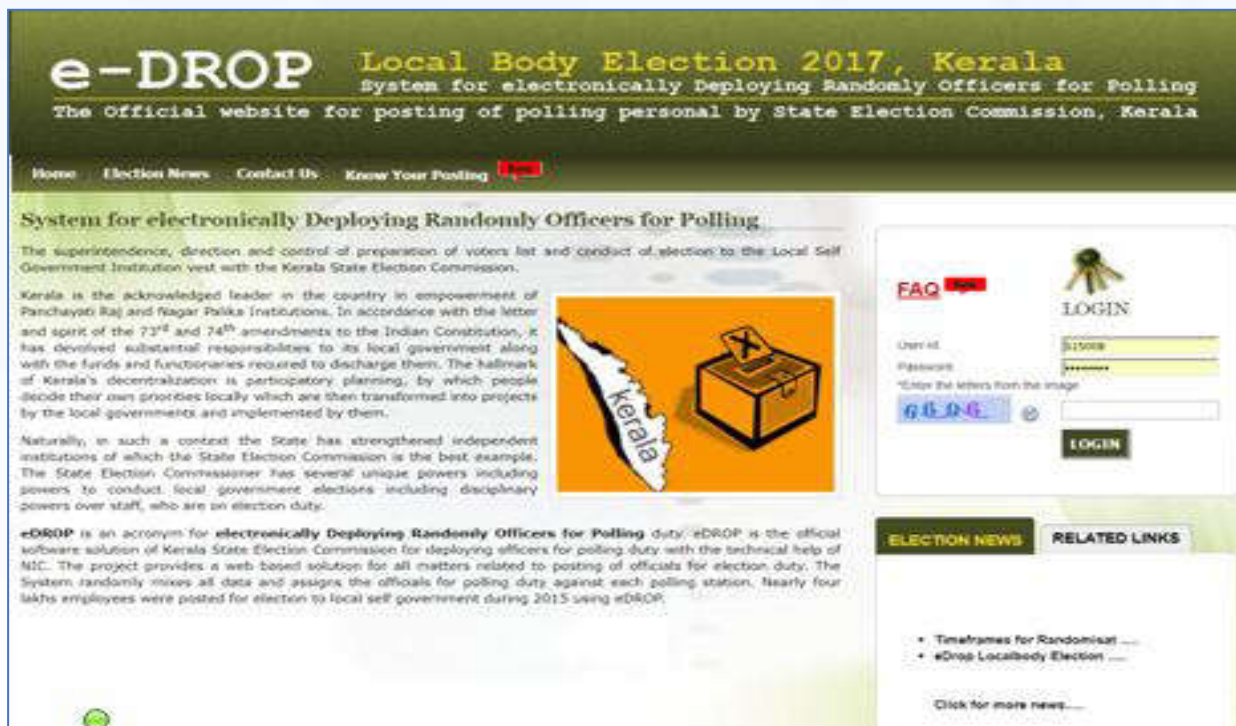 e-DROP
Local Body Election 2017, Kerala
System for electronically Deploying Randomly Officers for Polling
The Official website for posting of polling personal by State Election Commission, Kerala
Home Election News Contact Us Know Your Posting
System for electronically Deploying Randomly Officers for Polling
The superintendence, direction and control of preparation of voters list and conduct of election to the Local Self
Government Institution vest with the Kerala State Election Commission.
Kerala is the acknowledged leader in the country in empowerment of
Panchayati Raj and Nagar Palika Institutions. In accordance with the letter
and spirit of the 73rd and 74th amendments to the Indian Constitution, it
has devolved substantial responsibilities to its local government along
with the funds and functionaries required to discharge them. The hallmark
of Kerala's decentralization is participatory planning, by which people
decide their own priorities locally which are then transformed into projects
by the local governments and implemented by them.
Naturally, in such a context the State has strengthened independent
institutions of which the State Election Commission is the best example.
The State Election Commissioner has several unique powers including
powers to conduct local government elections including disciplinary
powers over staff, who are on election duty.
kerala
eDROP is an acronym for electronically Deploying Randomly Officers for Polling duty. eDROP is the official
software solution of Kerala State Election Commission for deploying officers for polling duty with the technical help of
NIC. The project provides a web based solution for all matters related to posting of officials for election duty. The
System randomly mixes all data and assigns the officials for polling duty against each polling station. Nearly four
lakhs employees were posted for election to local self government during 2015 using eDROP.
FAQ
LOGIN
User-Id
Password
*Enter the letters from the image
LOGIN
ELECTION NEWS RELATED LINKS
• Timeframes for Randomisat .....
• eDrop Localbody Election .....
Click for more news.....